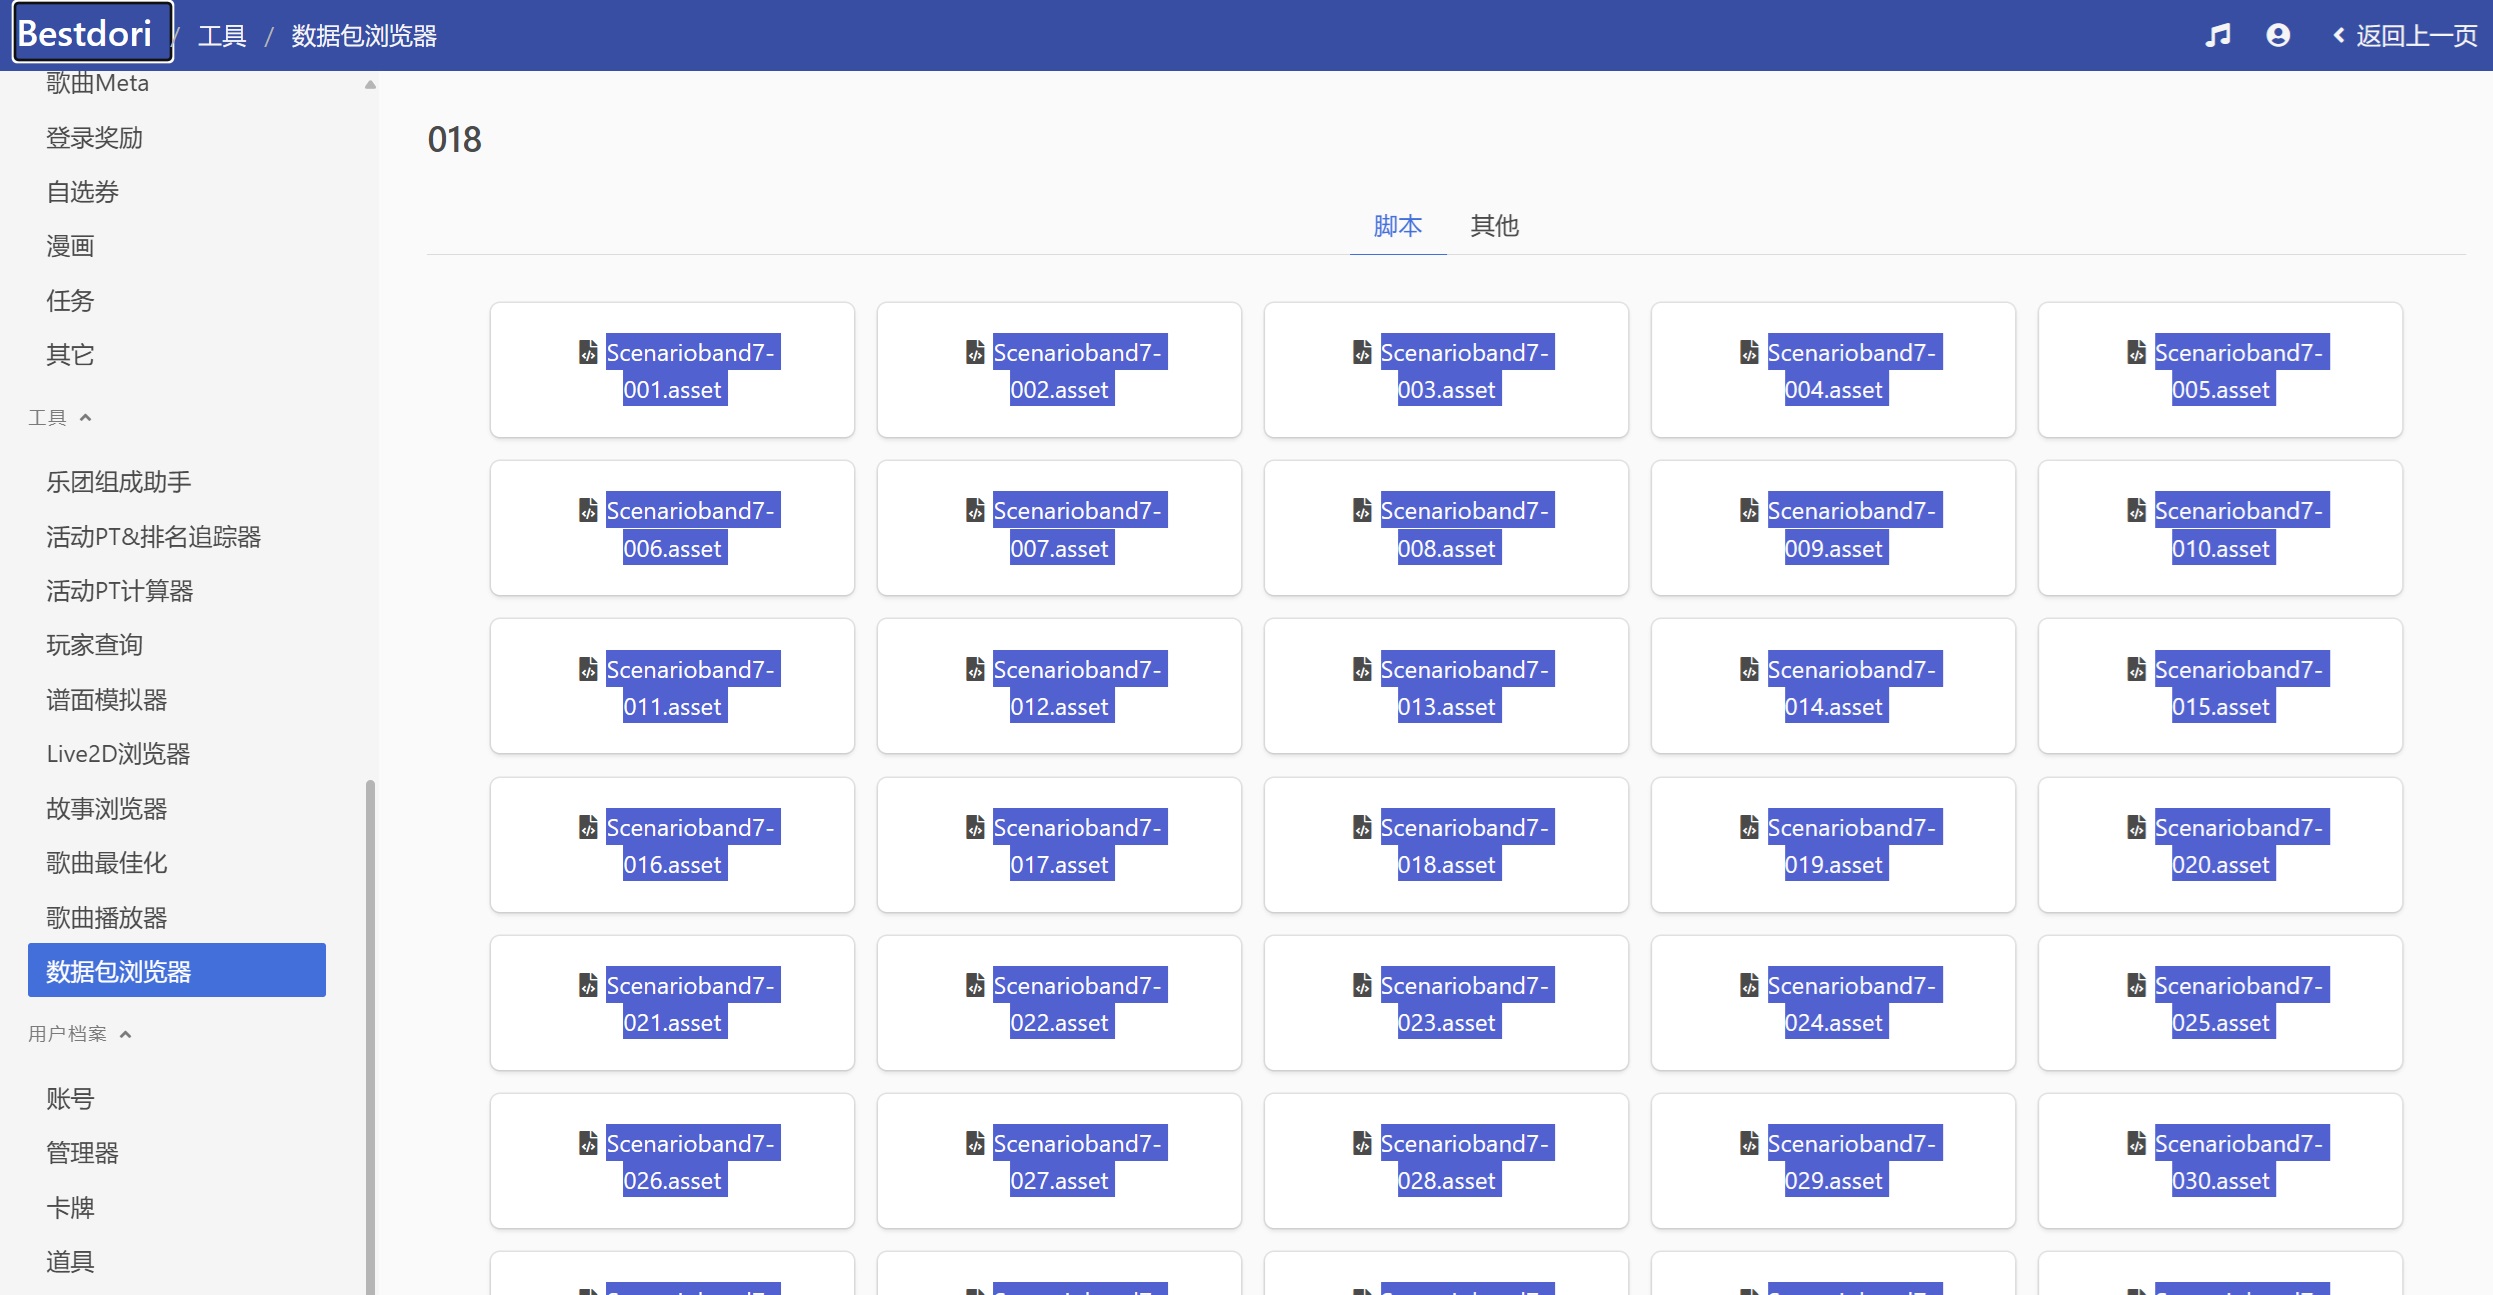 Bestdori / 工具 / 数据包浏览器
返回上一页
歌曲Meta
登录奖励
自选券
漫画
任务
其它
工具
乐团组成助手
活动PT&排名追踪器
活动PT计算器
玩家查询
谱面模拟器
Live2D浏览器
故事浏览器
歌曲最佳化
歌曲播放器
数据包浏览器
用户档案
账号
管理器
卡牌
道具
018
脚本 其他
Scenarioband7-
001.asset
Scenarioband7-
002.asset
Scenarioband7-
003.asset
Scenarioband7-
004.asset
Scenarioband7-
005.asset
Scenarioband7-
006.asset
Scenarioband7-
007.asset
Scenarioband7-
008.asset
Scenarioband7-
009.asset
Scenarioband7-
010.asset
Scenarioband7-
011.asset
Scenarioband7-
012.asset
Scenarioband7-
013.asset
Scenarioband7-
014.asset
Scenarioband7-
015.asset
Scenarioband7-
016.asset
Scenarioband7-
017.asset
Scenarioband7-
018.asset
Scenarioband7-
019.asset
Scenarioband7-
020.asset
Scenarioband7-
021.asset
Scenarioband7-
022.asset
Scenarioband7-
023.asset
Scenarioband7-
024.asset
Scenarioband7-
025.asset
Scenarioband7-
026.asset
Scenarioband7-
027.asset
Scenarioband7-
028.asset
Scenarioband7-
029.asset
Scenarioband7-
030.asset